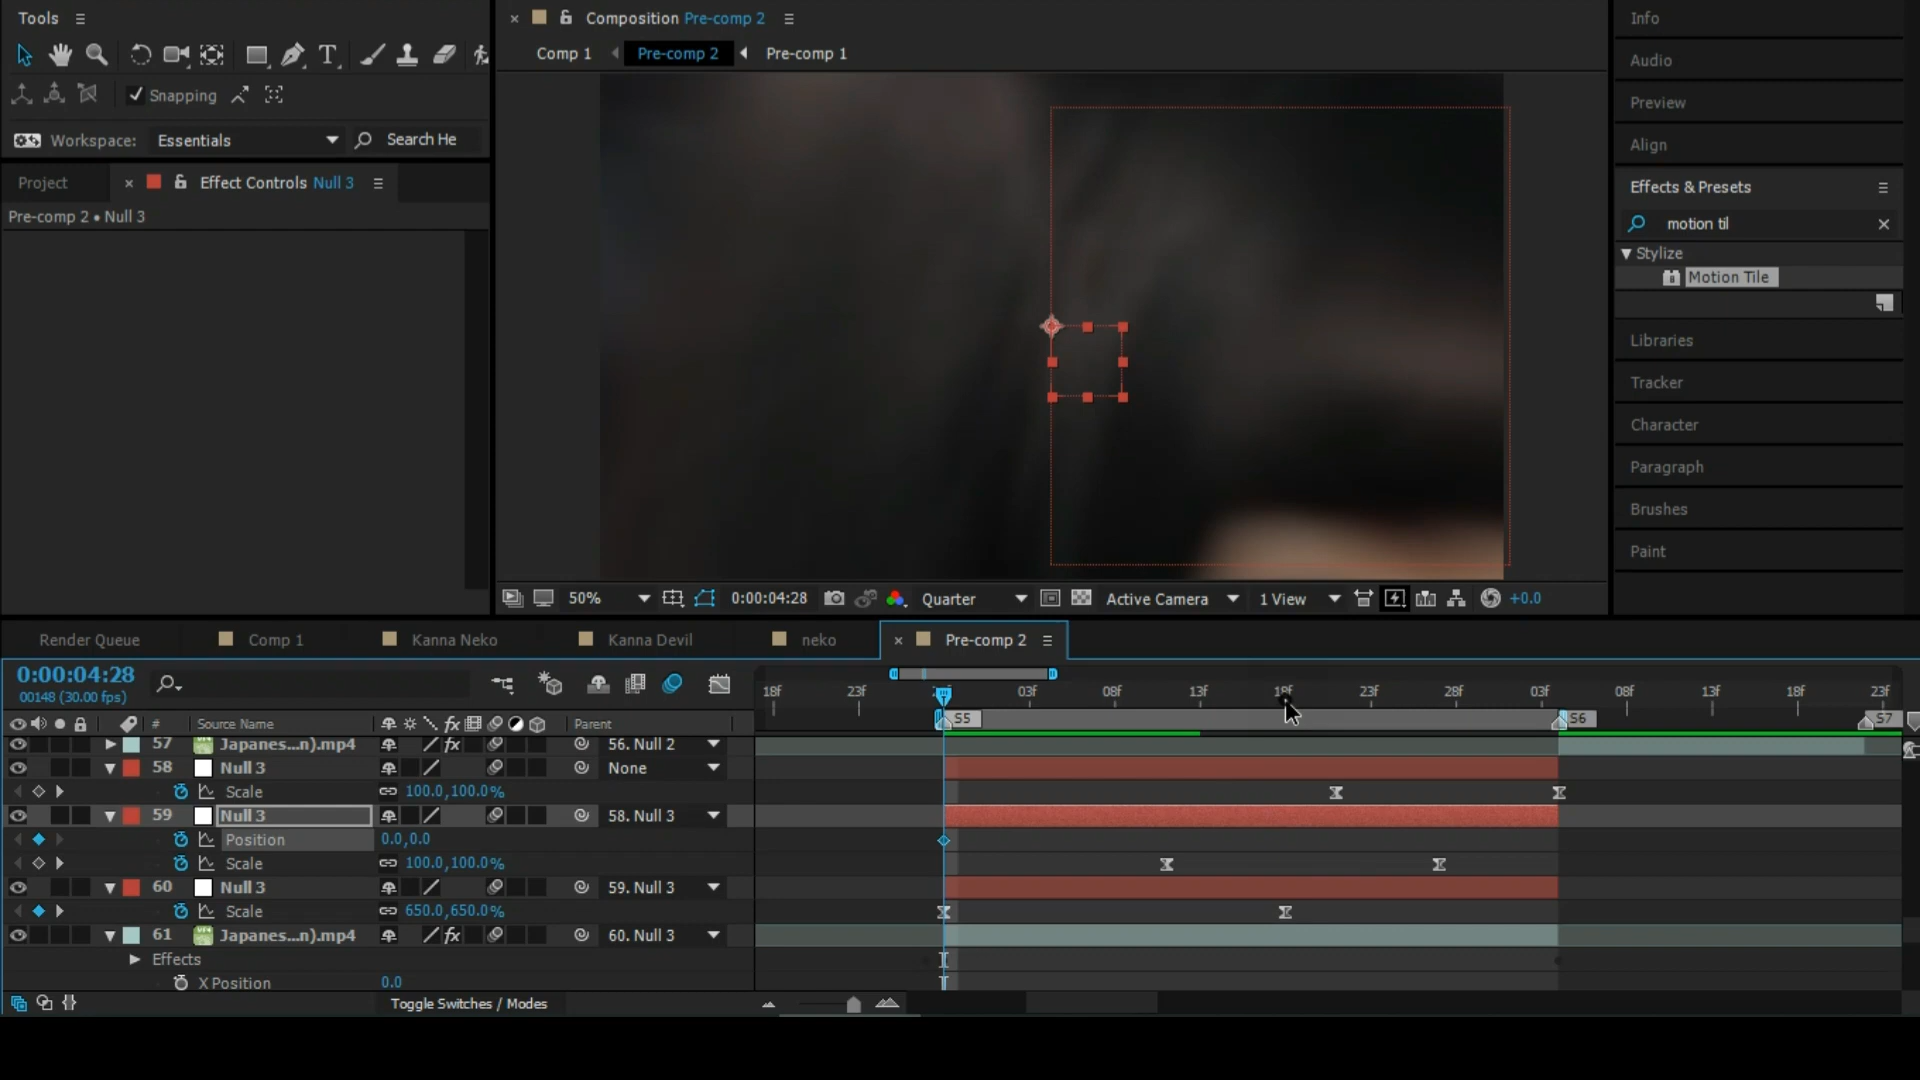 Tools
Composition Pre-comp 2
Comp 1
Pre-comp 2
Pre-comp 1
Snapping
Workspace:
Essentials
Search He
Project
Effect Controls Null 3
Pre-comp 2 • Null 3
Info
Audio
Preview
Align
Effects & Presets
motion til
Stylize
Motion Tile
Libraries
Tracker
Character
Paragraph
Brushes
Paint
50%
0:00:04:28
Quarter
Active Camera
1 View
+0.0
Render Queue
Comp 1
Kanna Neko
Kanna Devil
neko
Pre-comp 2
0:00:04:28
00148 (30.00 fps)
18f 23f 03f 08f 13f 18f 23f 28f 03f 08f 13f 18f 23f
S5 S6 S7
# Source Name Parent
57 Japanes...n).mp4 56. Null 2
58 Null 3 None
Scale 100.0,100.0%
59 Null 3 58. Null 3
Position 0.0,0.0
Scale 100.0,100.0%
60 Null 3 59. Null 3
Scale 650.0,650.0%
61 Japanes...n).mp4 60. Null 3
Effects
X Position 0.0
Toggle Switches / Modes